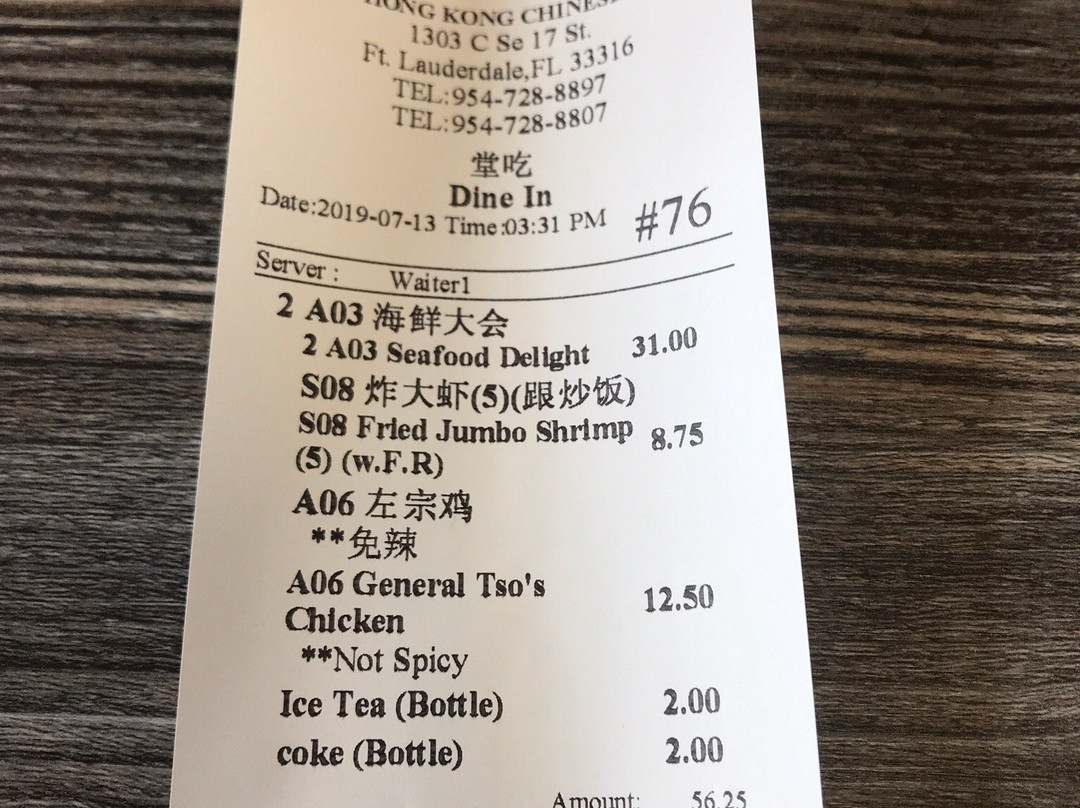 HONG KONG CHINESE
1303 C Se 17 St.
Ft. Lauderdale,FL 33316
TEL:954-728-8897
TEL:954-728-8807
堂吃
Dine In
Date:2019-07-13 Time:03:31 PM #76
Server : Waiter1
2 A03 海鲜大会
2 A03 Seafood Delight 31.00
S08 炸大虾(5)(跟炒饭)
S08 Fried Jumbo Shrimp 8.75
(5) (w.F.R)
A06 左宗鸡
**免辣
A06 General Tso's
Chicken 12.50
**Not Spicy
Ice Tea (Bottle) 2.00
coke (Bottle) 2.00
Amount: 56.25